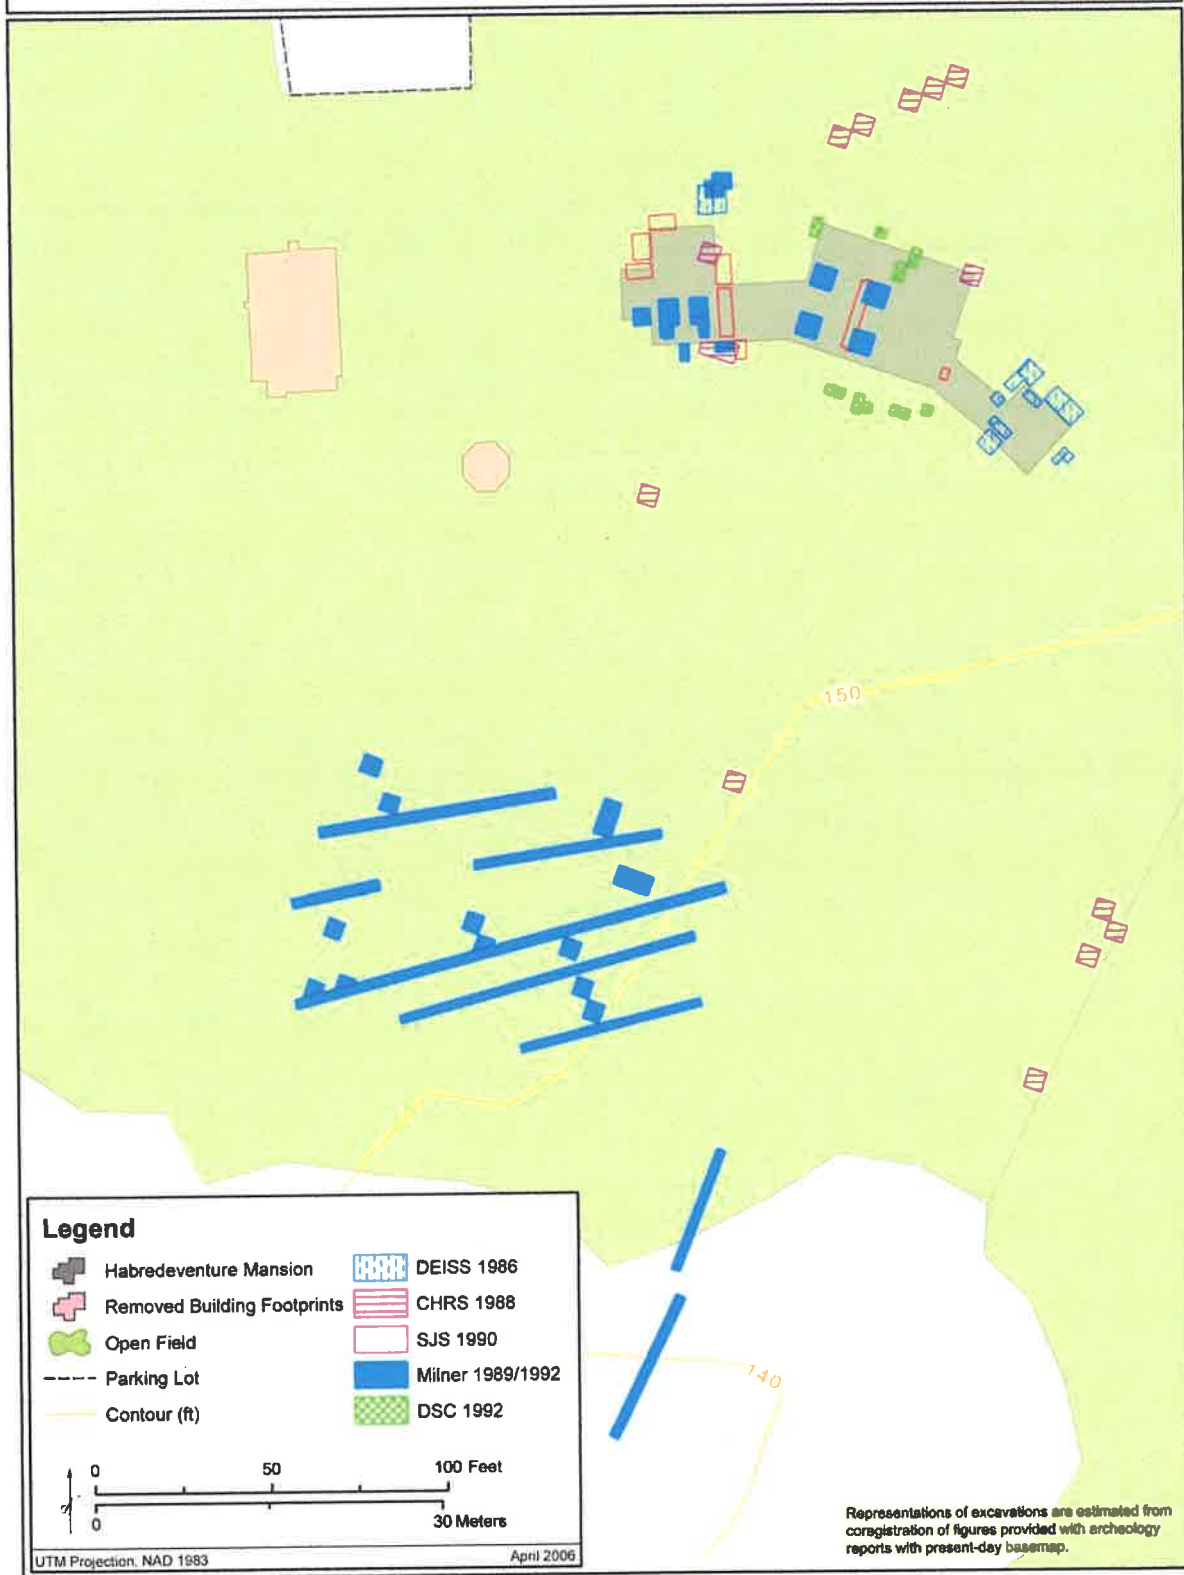 150
140
Legend
Habredeventure Mansion
Removed Building Footprints
Open Field
Parking Lot
Contour (ft)
DEISS 1986
CHRS 1988
SJS 1990
Milner 1989/1992
DSC 1992
0 50 100 Feet
0 30 Meters
UTM Projection, NAD 1983
April 2006
Representations of excavations are estimated from
coregistration of figures provided with archeology
reports with present-day basemap.